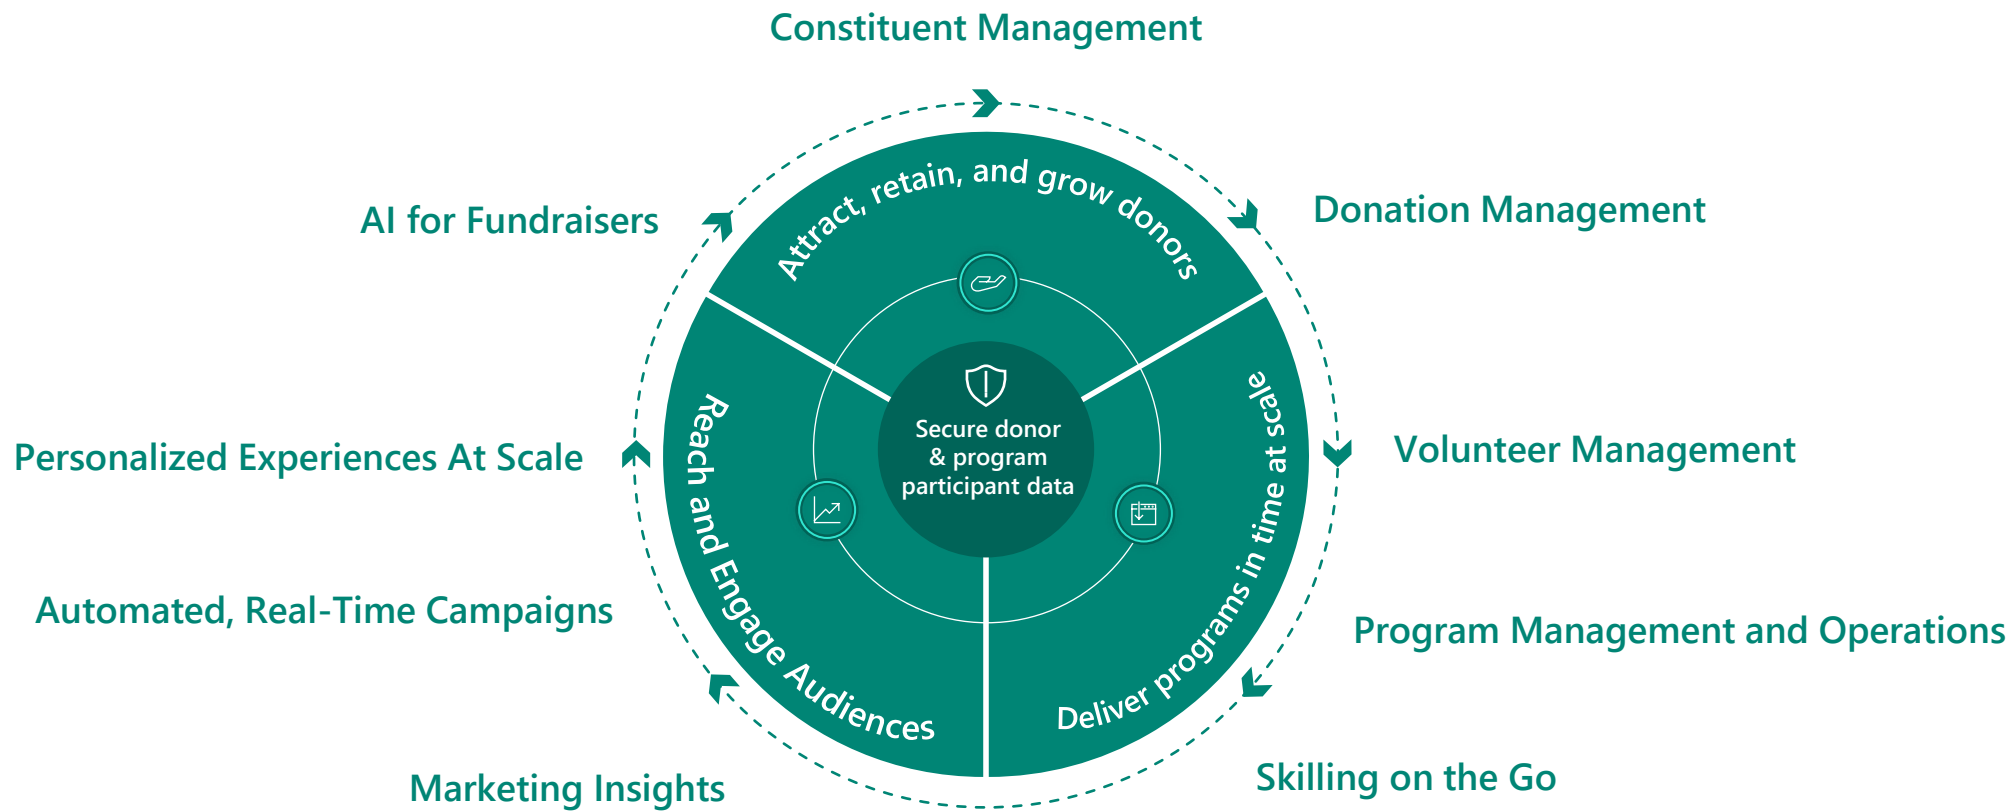 Constituent Management
AI for Fundraisers
Donation Management
Attract, retain, and grow donors
Secure donor
& program
participant data
Reach and Engage Audiences
Deliver programs in time at scale
Personalized Experiences At Scale
Volunteer Management
Automated, Real-Time Campaigns
Program Management and Operations
Marketing Insights
Skilling on the Go